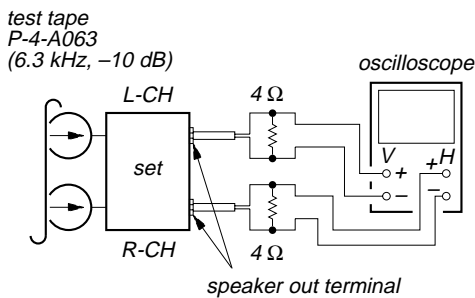 test tape
P-4-A063
(6.3 kHz, –10 dB)
oscilloscope
L-CH
4 Ω
set
V
+H
+
–
–
R-CH
4 Ω
speaker out terminal